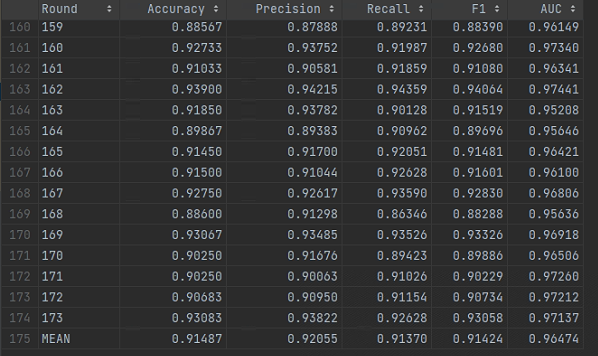 Round Accuracy Precision Recall F1 AUC
160 159 0.88567 0.87888 0.89231 0.88390 0.96149
161 160 0.92733 0.93752 0.91987 0.92680 0.97340
162 161 0.91033 0.90581 0.91859 0.91080 0.96341
163 162 0.93900 0.94215 0.94359 0.94064 0.97441
164 163 0.91850 0.93782 0.90128 0.91519 0.95208
165 164 0.89867 0.89383 0.90962 0.89696 0.95646
166 165 0.91450 0.91700 0.92051 0.91481 0.96421
167 166 0.91500 0.91044 0.92628 0.91601 0.96100
168 167 0.92750 0.92617 0.93590 0.92830 0.96806
169 168 0.88600 0.91298 0.86346 0.88288 0.95636
170 169 0.93067 0.93485 0.93526 0.93326 0.96918
171 170 0.90250 0.91676 0.89423 0.89886 0.96506
172 171 0.90250 0.90063 0.91026 0.90229 0.97260
173 172 0.90683 0.90950 0.91154 0.90734 0.97212
174 173 0.93083 0.93822 0.92628 0.93058 0.97137
175 MEAN 0.91487 0.92055 0.91370 0.91424 0.96474